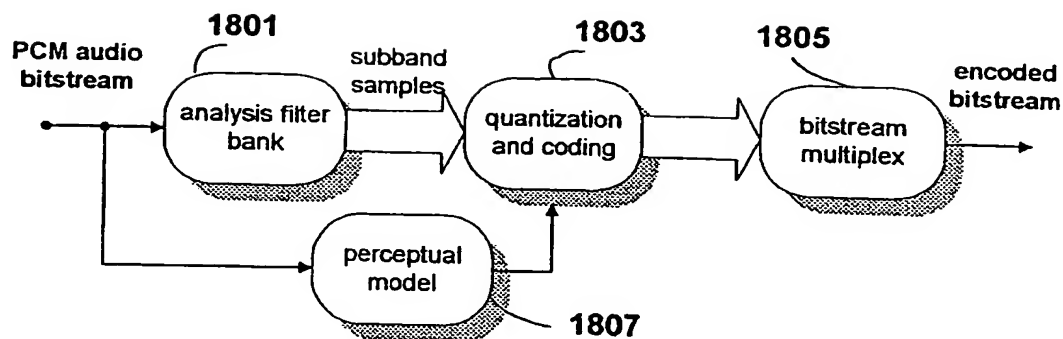 1801
1803
1805
PCM audio
bitstream
subband
samples
encoded
bitstream
analysis filter
bank
quantization
and coding
bitstream
multiplex
perceptual
model
1807